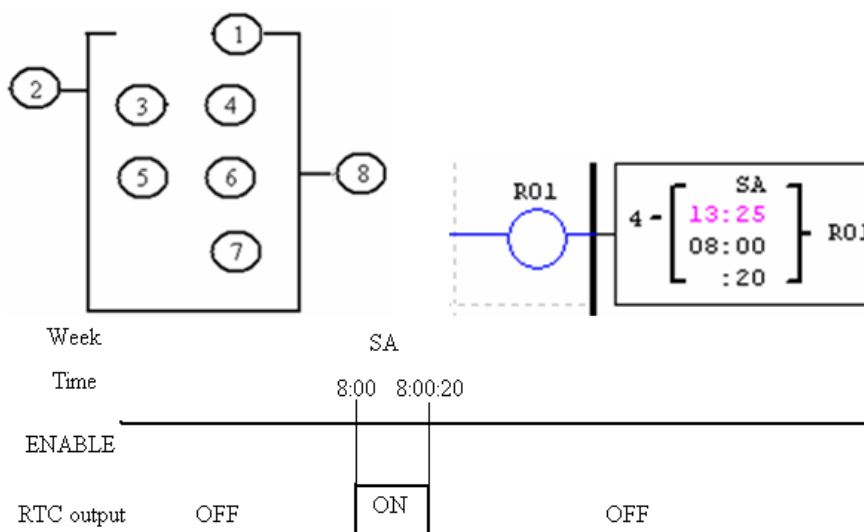 1
2
3 4
5 6
8
7
R01
4-
SA
13:25
08:00
:20
R01
Week SA
Time 8:00 8:00:20
ENABLE
RTC output OFF ON OFF